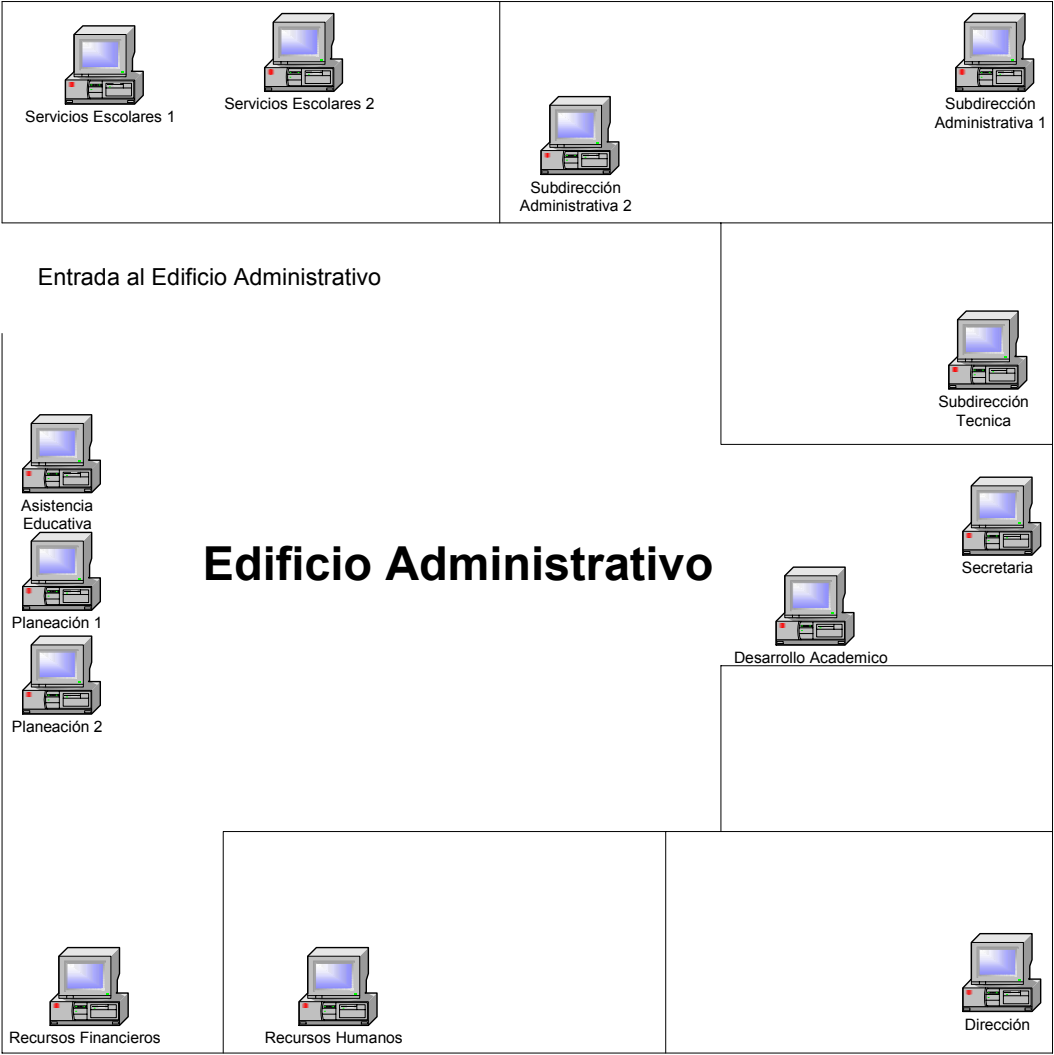 Servicios Escolares 1
Servicios Escolares 2
Subdirección
Administrativa 1
Subdirección
Administrativa 2
Entrada al Edificio Administrativo
Subdirección
Tecnica
Asistencia
Educativa
Secretaria
Edificio Administrativo
Planeación 1
Desarrollo Academico
Planeación 2
Recursos Financieros
Recursos Humanos
Dirección